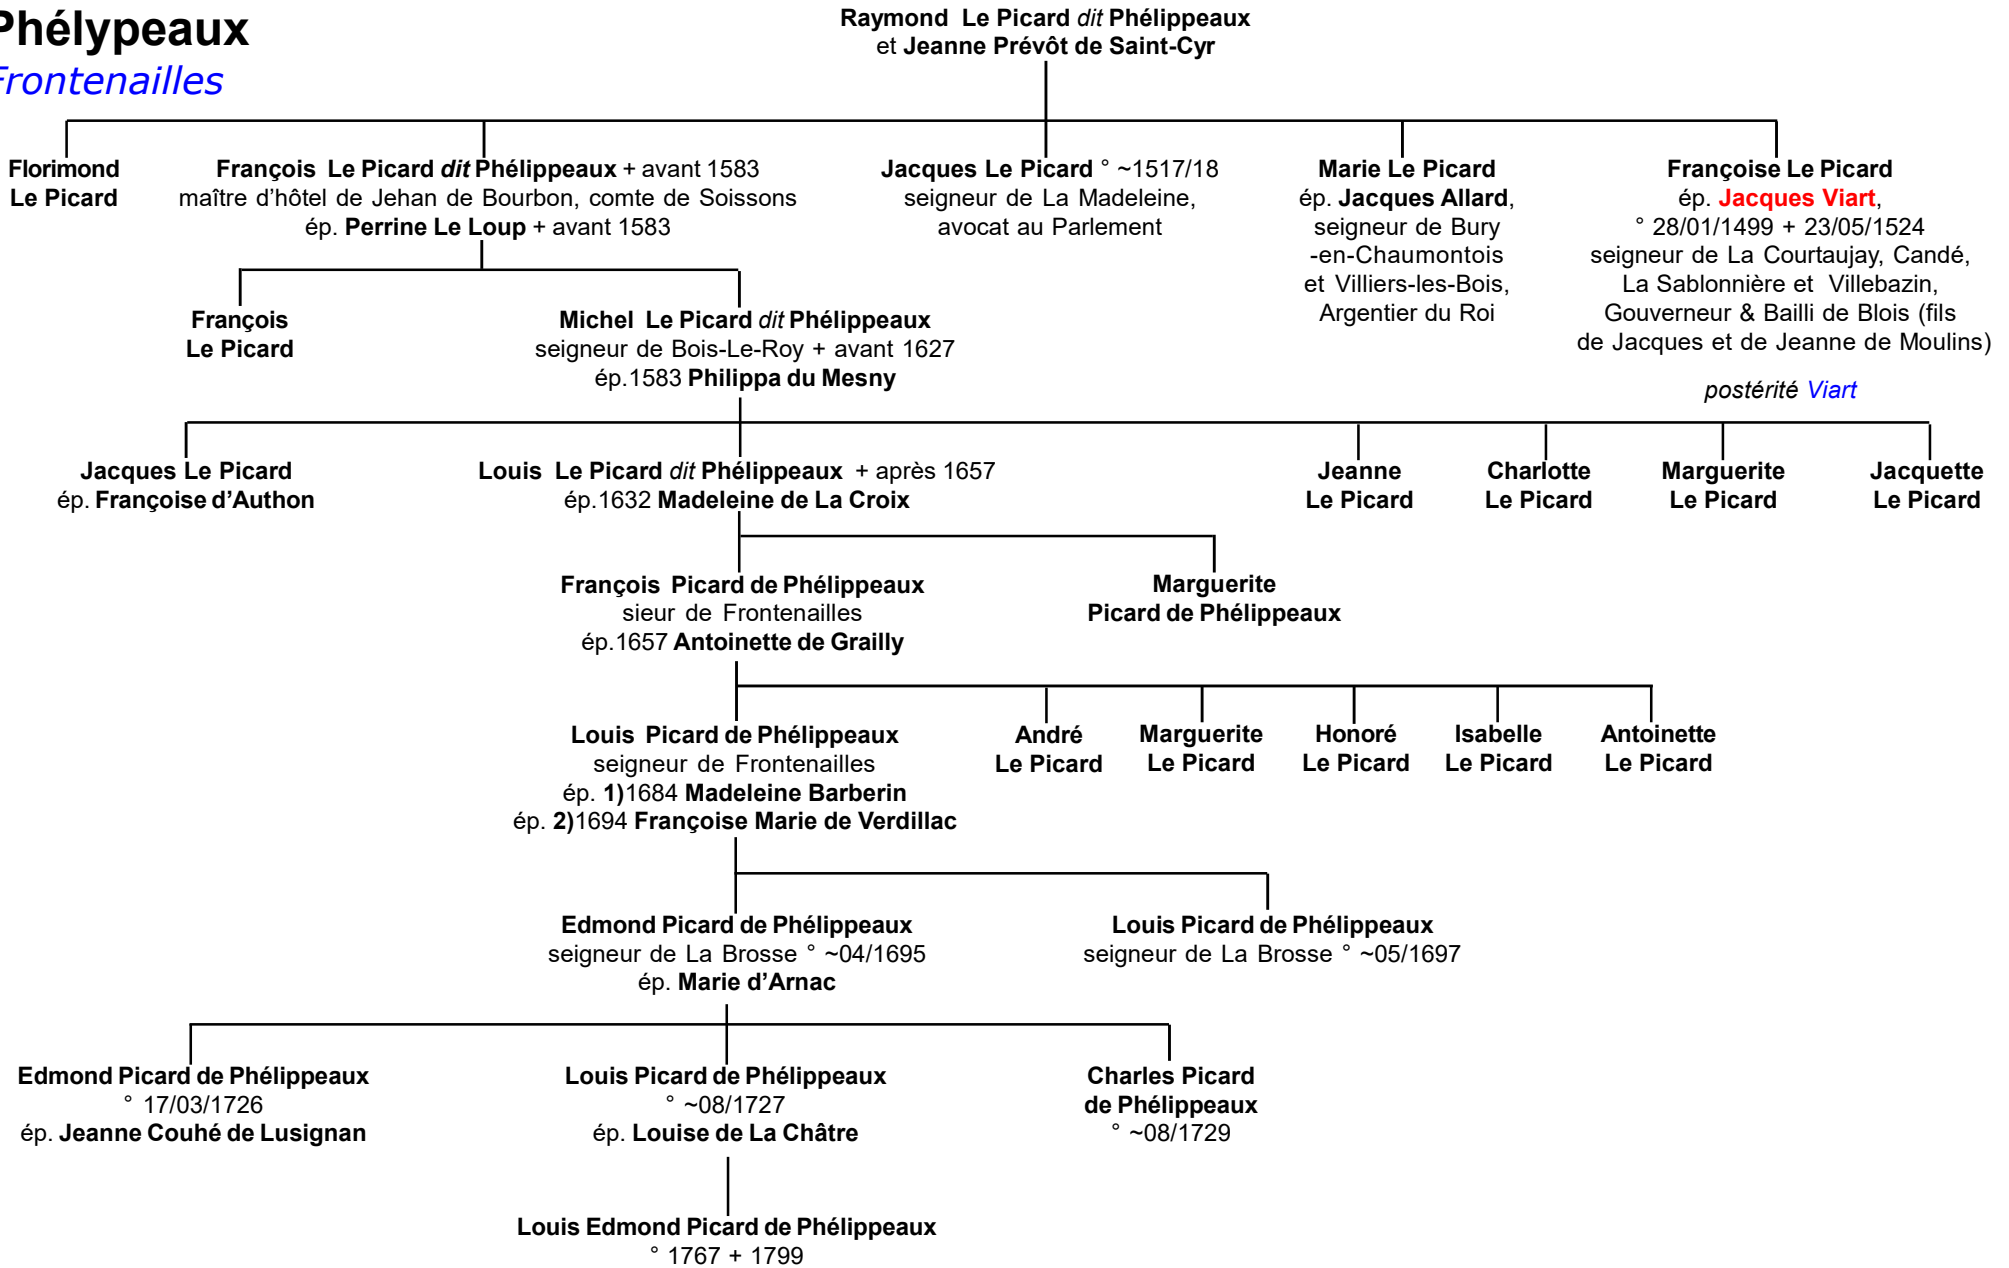 Phélypeaux
Frontenailles
Raymond Le Picard dit Phélippeaux
et Jeanne Prévôt de Saint-Cyr
Florimond
Le Picard
François Le Picard dit Phélippeaux + avant 1583
maître d'hôtel de Jehan de Bourbon, comte de Soissons
ép. Perrine Le Loup + avant 1583
Jacques Le Picard ° ~1517/18
seigneur de La Madeleine,
avocat au Parlement
Marie Le Picard
ép. Jacques Allard,
seigneur de Bury
-en-Chaumontois
et Villiers-les-Bois,
Argentier du Roi
Françoise Le Picard
ép. Jacques Viart,
° 28/01/1499 + 23/05/1524
seigneur de La Courtaujay, Candé,
La Sablonnière et Villebazin,
Gouverneur & Bailli de Blois (fils
de Jacques et de Jeanne de Moulins)
postérité Viart
François
Le Picard
Michel Le Picard dit Phélippeaux
seigneur de Bois-Le-Roy + avant 1627
ép.1583 Philippa du Mesny
Jacques Le Picard
ép. Françoise d'Authon
Louis Le Picard dit Phélippeaux + après 1657
ép.1632 Madeleine de La Croix
Jeanne
Le Picard
Charlotte
Le Picard
Marguerite
Le Picard
Jacquette
Le Picard
François Picard de Phélippeaux
sieur de Frontenailles
ép.1657 Antoinette de Grailly
Marguerite
Picard de Phélippeaux
Louis Picard de Phélippeaux
seigneur de Frontenailles
ép. 1)1684 Madeleine Barberin
ép. 2)1694 Françoise Marie de Verdillac
André
Le Picard
Marguerite
Le Picard
Honoré
Le Picard
Isabelle
Le Picard
Antoinette
Le Picard
Edmond Picard de Phélippeaux
seigneur de La Brosse ° ~04/1695
ép. Marie d'Arnac
Louis Picard de Phélippeaux
seigneur de La Brosse ° ~05/1697
Edmond Picard de Phélippeaux
° 17/03/1726
ép. Jeanne Couhé de Lusignan
Louis Picard de Phélippeaux
° ~08/1727
ép. Louise de La Châtre
Charles Picard
de Phélippeaux
° ~08/1729
Louis Edmond Picard de Phélippeaux
° 1767 + 1799